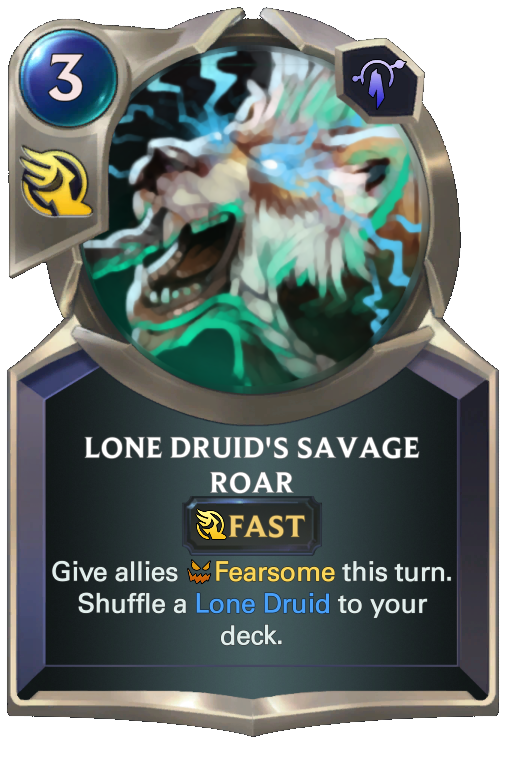 3
LONE DRUID'S SAVAGE
ROAR
FAST
Give allies Fearsome this turn.
Shuffle a Lone Druid to your
deck.